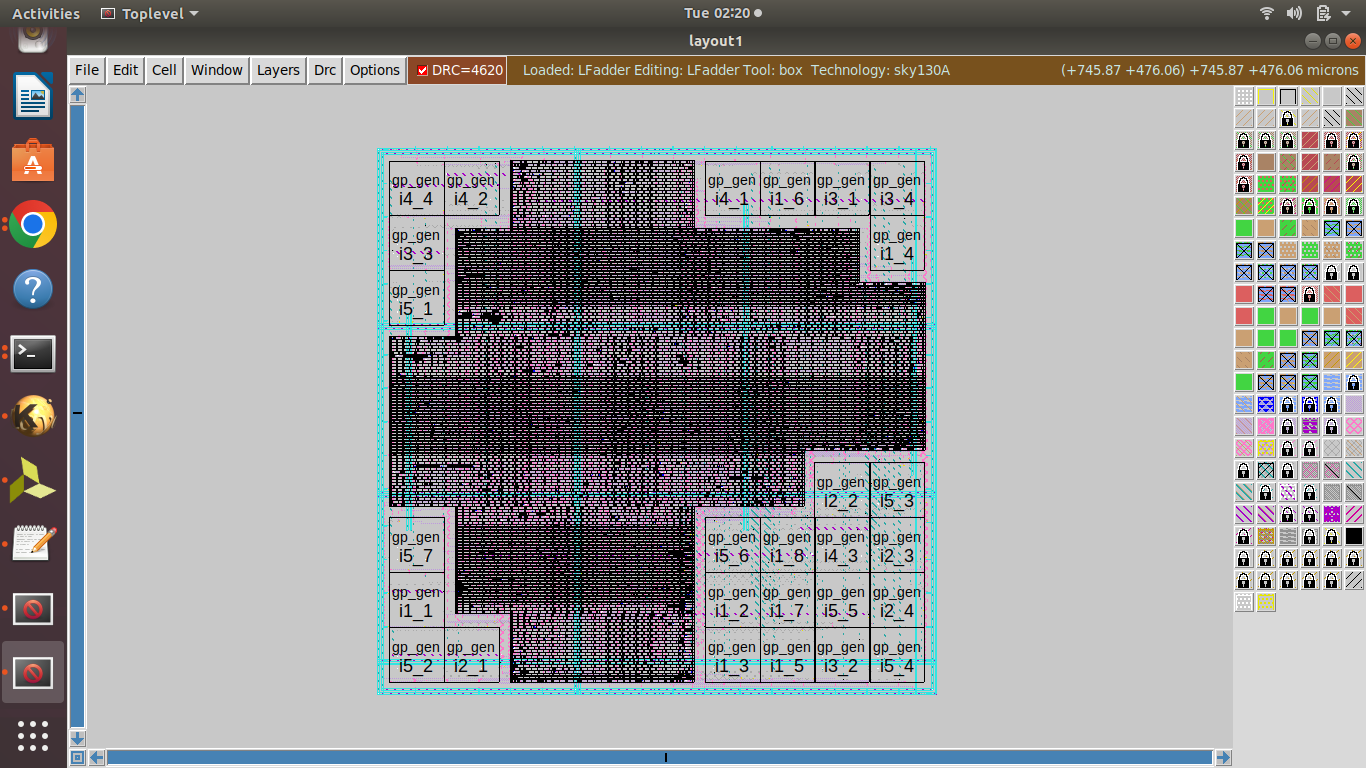 Activities Toplevel Tue 02:20
layout1
File Edit Cell Window Layers Drc Options DRC=4620 Loaded: LFadder Editing: LFadder Tool: box Technology: sky130A (+745.87 +476.06) +745.87 +476.06 microns
gp_gen gp_gen gp_gen gp_gen gp_gen gp_gen
i4_4 i4_2 i4_1 i1_6 i3_1 i3_4
gp_gen gp_gen
i3_3 i1_4
gp_gen
i5_1
gp_gen gp_gen
i2_2 i5_3
gp_gen gp_gen gp_gen gp_gen gp_gen
i5_7 i5_6 i1_8 i4_3 i2_3
gp_gen gp_gen gp_gen gp_gen gp_gen
i1_1 i1_2 i1_7 i5_5 i2_4
gp_gen gp_gen gp_gen gp_gen gp_gen gp_gen
i5_2 i2_1 i1_3 i1_5 i3_2 i5_4